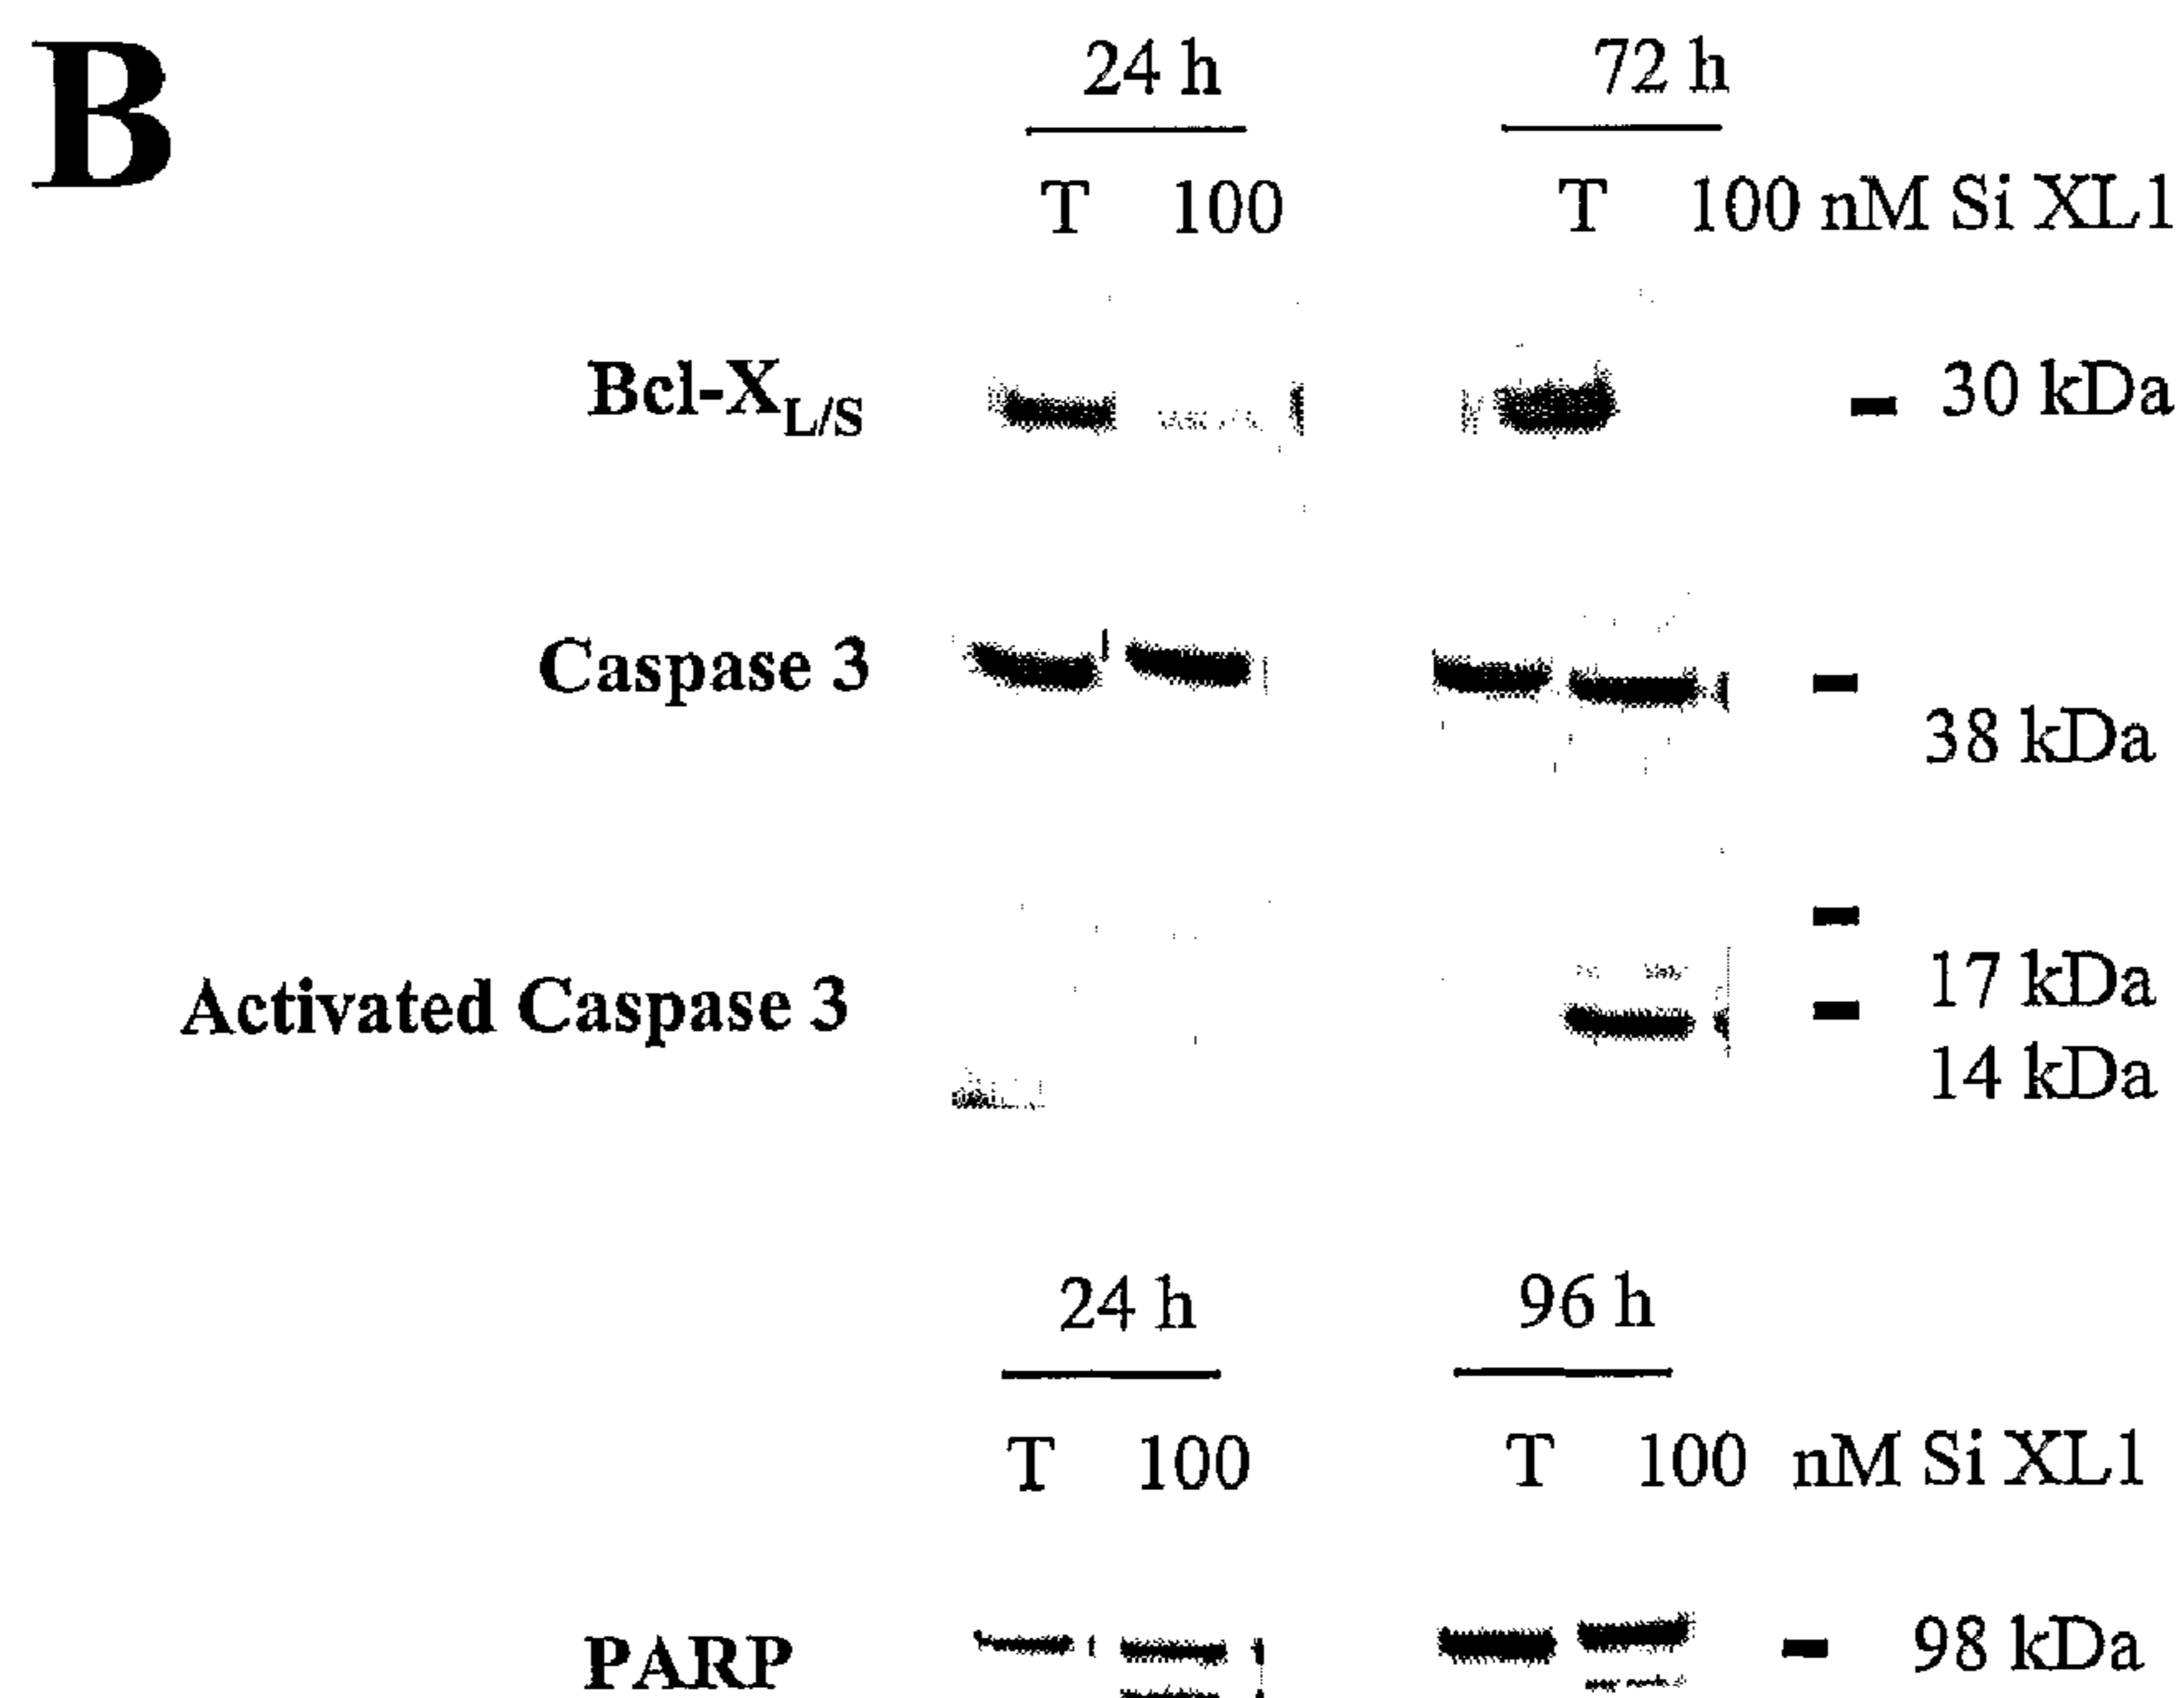 B
24 h 72 h
T 100 T 100 nM Si XL1
Bcl-XL/S 30 kDa
Caspase 3
38 kDa
17 kDa
Activated Caspase 3
14 kDa
24 h 96 h
T 100 T 100 nM Si XL1
PARP 98 kDa